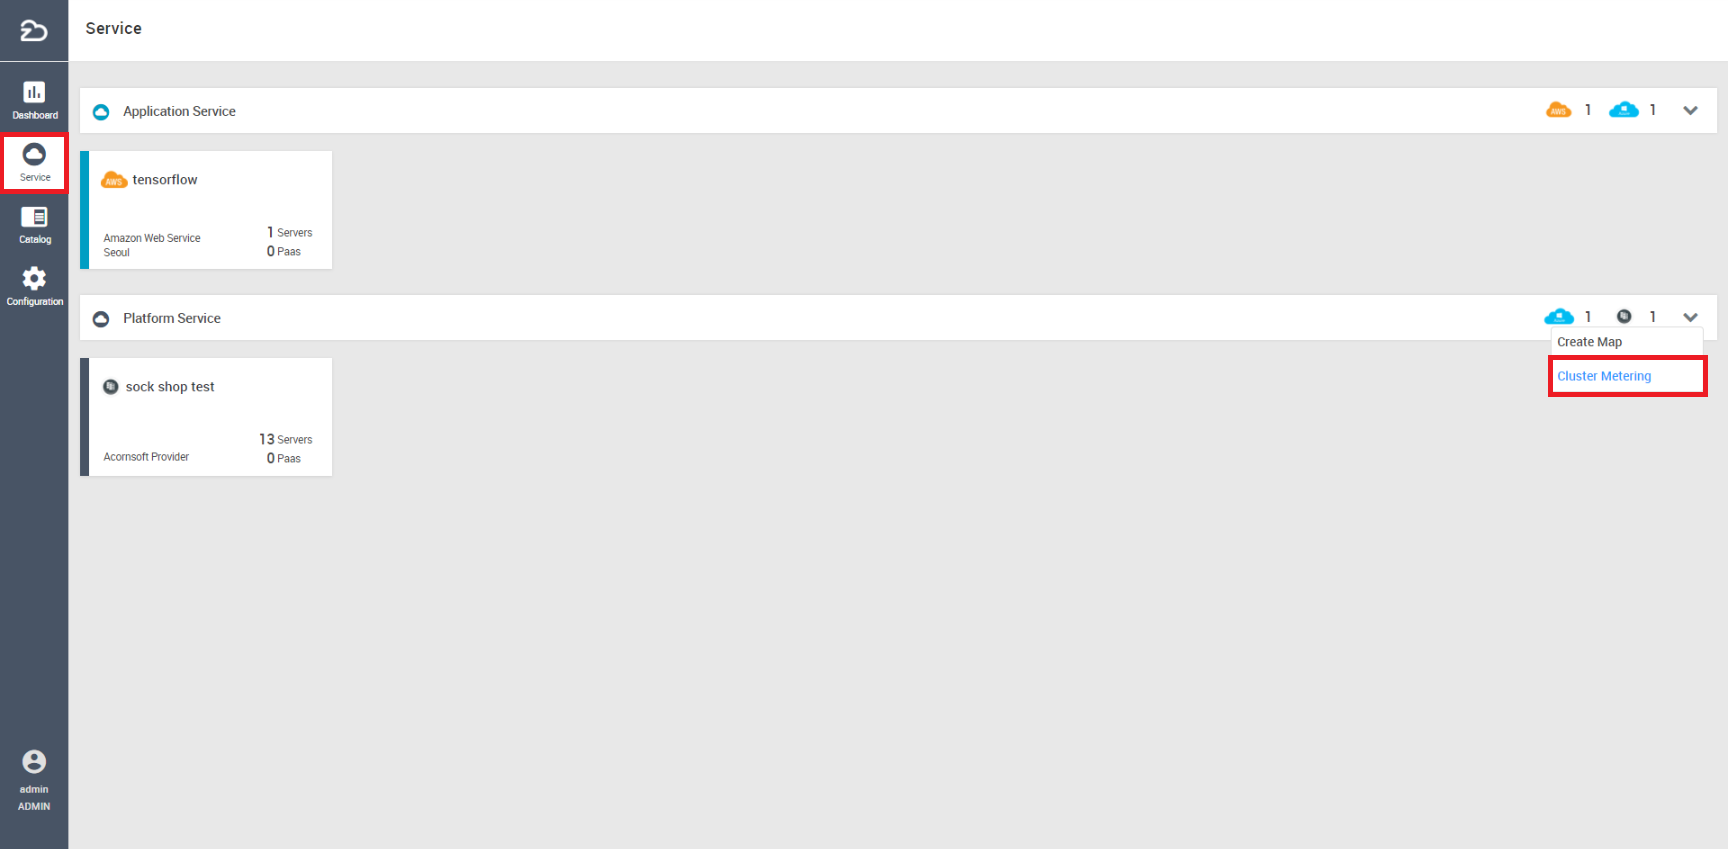 Service
Dashboard
Service
Catalog
Configuration
admin
ADMIN
Application Service
AWS 1 1
AWS tensorflow
Amazon Web Service
Seoul
1 Servers
0 Paas
Platform Service
1 1
Create Map
Cluster Metering
sock shop test
Acornsoft Provider
13 Servers
0 Paas